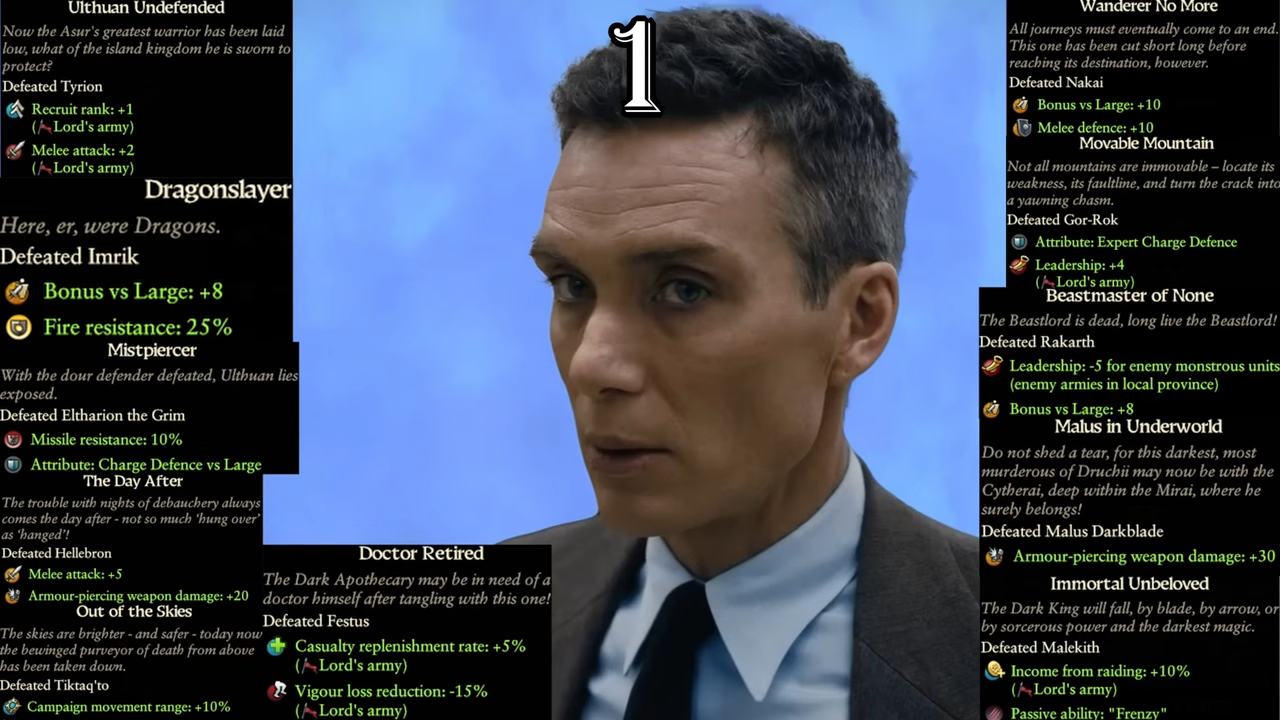 Ulthuan Undefended
Now the Asur's greatest warrior has been laid
low, what of the island kingdom he is sworn to
protect?
Defeated Tyrion
Recruit rank: +1
(Lord's army)
Melee attack: +2
(Lord's army)
Dragonslayer
Here, er, were Dragons.
Defeated Imrik
Bonus vs Large: +8
Fire resistance: 25%
Mistpiercer
With the dour defender defeated, Ulthuan lies
exposed.
Defeated Eltharion the Grim
Missile resistance: 10%
Attribute: Charge Defence vs Large
The Day After
The trouble with nights of debauchery always
comes the day after - not so much 'hung over'
as 'hanged'!
Defeated Hellebron
Melee attack: +5
Armour-piercing weapon damage: +20
Out of the Skies
The skies are brighter - and safer - today now
the bewinged purveyor of death from above
has been taken down.
Defeated Tiktaq'to
Campaign movement range: +10%
Doctor Retired
The Dark Apothecary may be in need of a
doctor himself after tangling with this one!
Defeated Festus
Casualty replenishment rate: +5%
(Lord's army)
Vigour loss reduction: -15%
(Lord's army)
1
Wanderer No More
All journeys must eventually come to an end.
This one has been cut short long before
reaching its destination, however.
Defeated Nakai
Bonus vs Large: +10
Melee defence: +10
Movable Mountain
Not all mountains are immovable – locate its
weakness, its faultline, and turn the crack into
a yawning chasm.
Defeated Gor-Rok
Attribute: Expert Charge Defence
Leadership: +4
(Lord's army)
Beastmaster of None
The Beastlord is dead, long live the Beastlord!
Defeated Rakarth
Leadership: -5 for enemy monstrous units
(enemy armies in local province)
Bonus vs Large: +8
Malus in Underworld
Do not shed a tear, for this darkest, most
murderous of Druchii may now be with the
Cytherai, deep within the Mirai, where he
surely belongs!
Defeated Malus Darkblade
Armour-piercing weapon damage: +30
Immortal Unbeloved
The Dark King will fall, by blade, by arrow, or
by sorcerous power and the darkest magic.
Defeated Malekith
Income from raiding: +10%
(Lord's army)
Passive ability: "Frenzy"